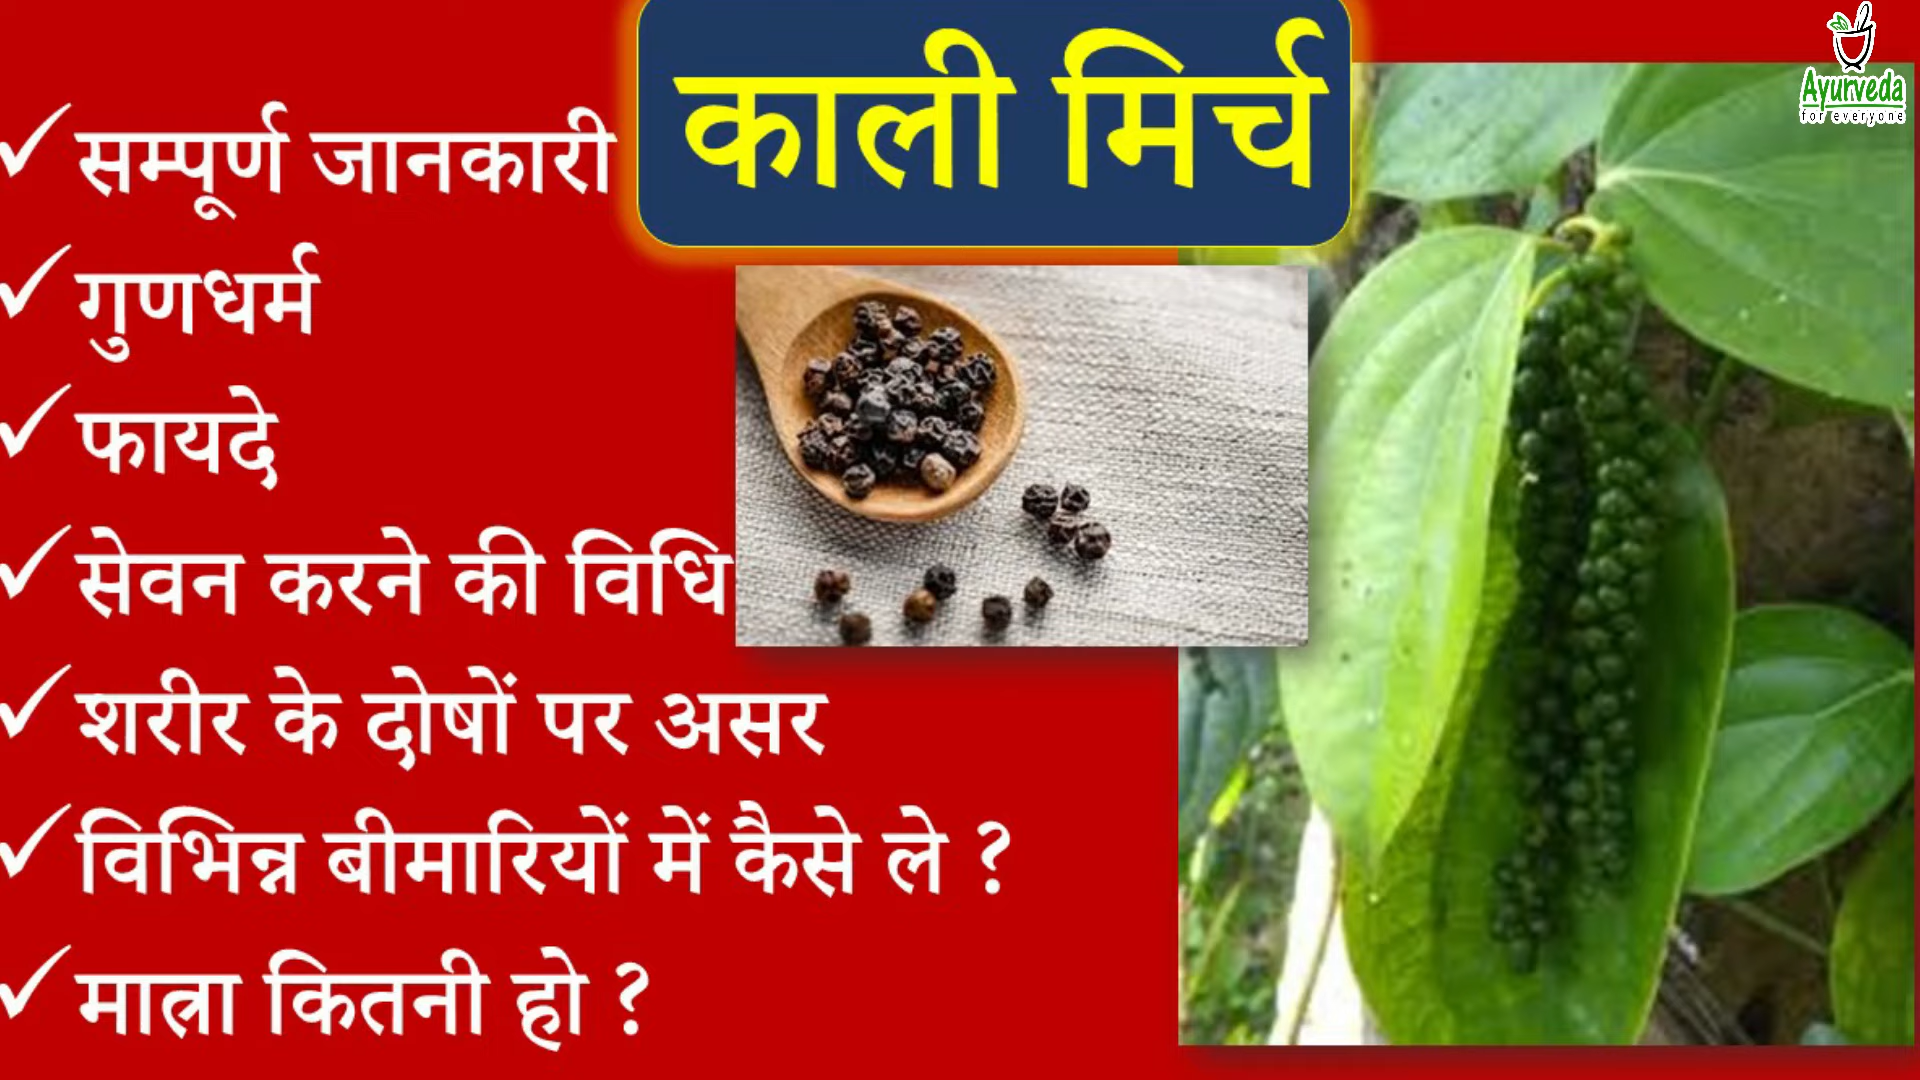 काली मिर्च
Ayurveda
for everyone
सम्पूर्ण जानकारी
गुणधर्म
फायदे
सेवन करने की विधि
शरीर के दोषों पर असर
विभिन्न बीमारियों में कैसे ले ?
मात्रा कितनी हो ?